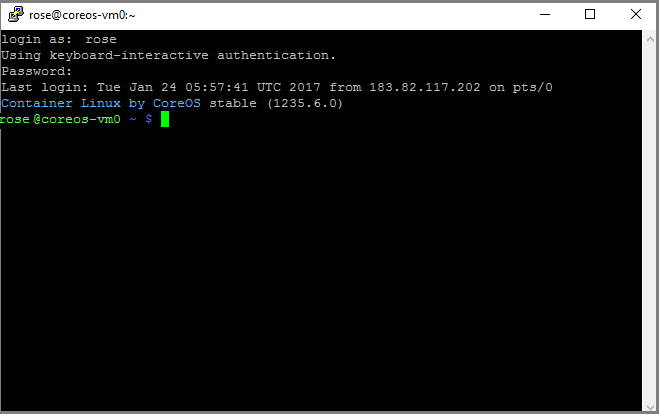 rose@coreos-vm0:~
login as: rose
Using keyboard-interactive authentication.
Password:
Last login: Tue Jan 24 05:57:41 UTC 2017 from 183.82.117.202 on pts/0
Container Linux by CoreOS stable (1235.6.0)
rose@coreos-vm0 ~ $